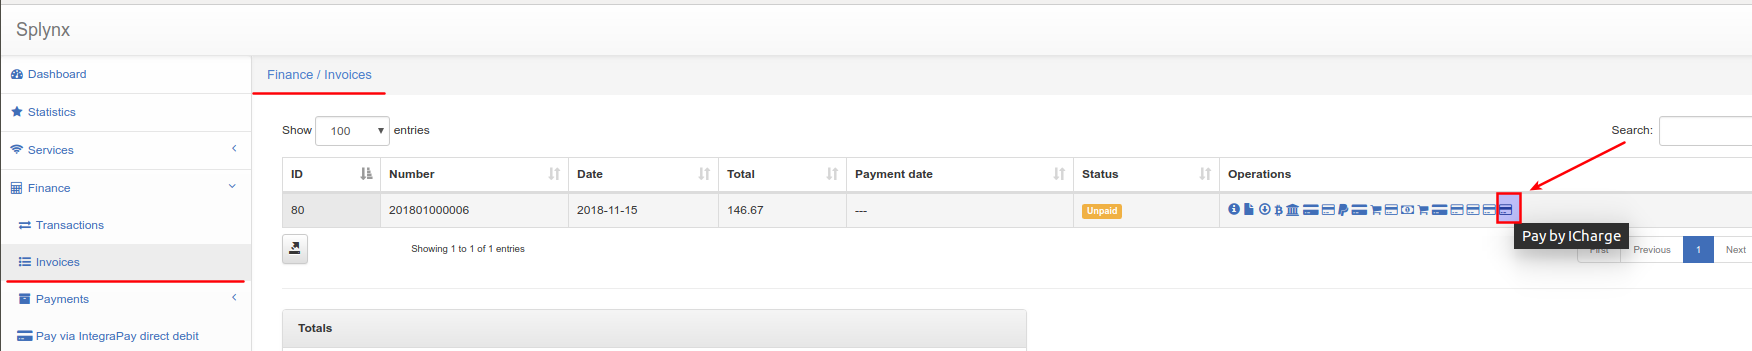 Splynx
Dashboard
Statistics
Services
Finance
Transactions
Invoices
Payments
Pay via IntegraPay direct debit
Finance / Invoices
Show 100 entries
Search:
ID Number Date Total Payment date Status Operations
80 201801000006 2018-11-15 146.67 --- Unpaid
Pay by ICharge
Showing 1 to 1 of 1 entries
First Previous 1 Next
Totals